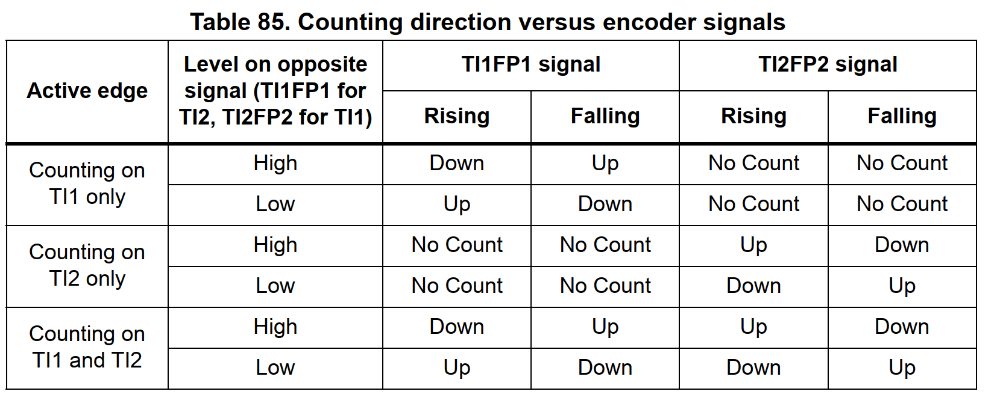 Table 85. Counting direction versus encoder signals
Active edge
Level on opposite
signal (TI1FP1 for
TI2, TI2FP2 for TI1)
TI1FP1 signal
TI2FP2 signal
Rising
Falling
Rising
Falling
Counting on
TI1 only
High
Down
Up
No Count
No Count
Low
Up
Down
No Count
No Count
Counting on
TI2 only
High
No Count
No Count
Up
Down
Low
No Count
No Count
Down
Up
Counting on
TI1 and TI2
High
Down
Up
Up
Down
Low
Up
Down
Down
Up